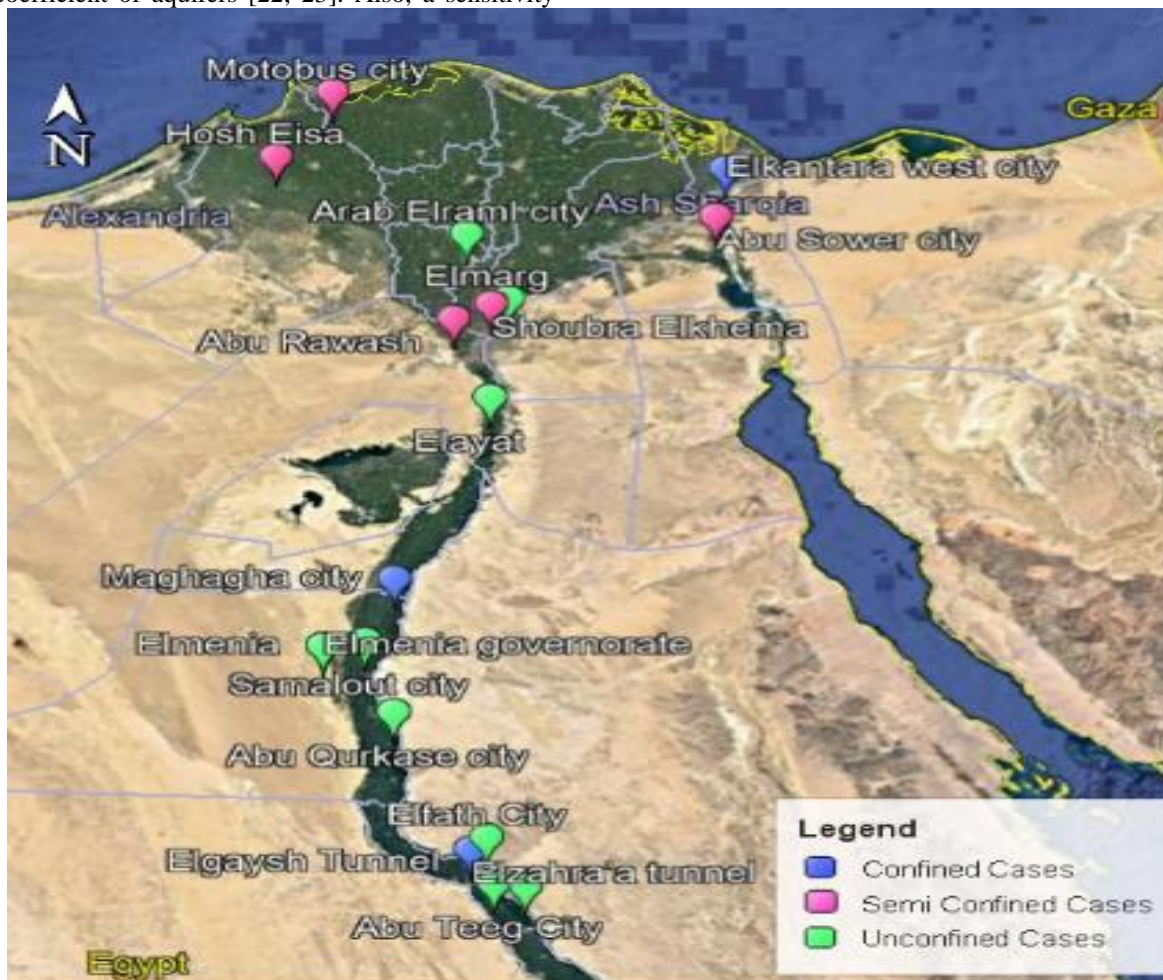 coefficient of aquifers [22, 23]. Also, a sensitivity
Motobus city
Gaza
N
Hosh Eisa
Elkantara west city
Alexandria
Arab Elraml city
Ash Sharqia
Abu Sower city
Elmarg
Abu Rawash
Shoubra Elkhema
Elayat
Maghagha city
Elmenia
Elmenia governorate
Samalout city
Abu Qurkase city
Elfath City
Elgaysh Tunnel
Elzahra'a tunnel
Abu Teeg City
Egypt
Legend
Confined Cases
Semi Confined Cases
Unconfined Cases